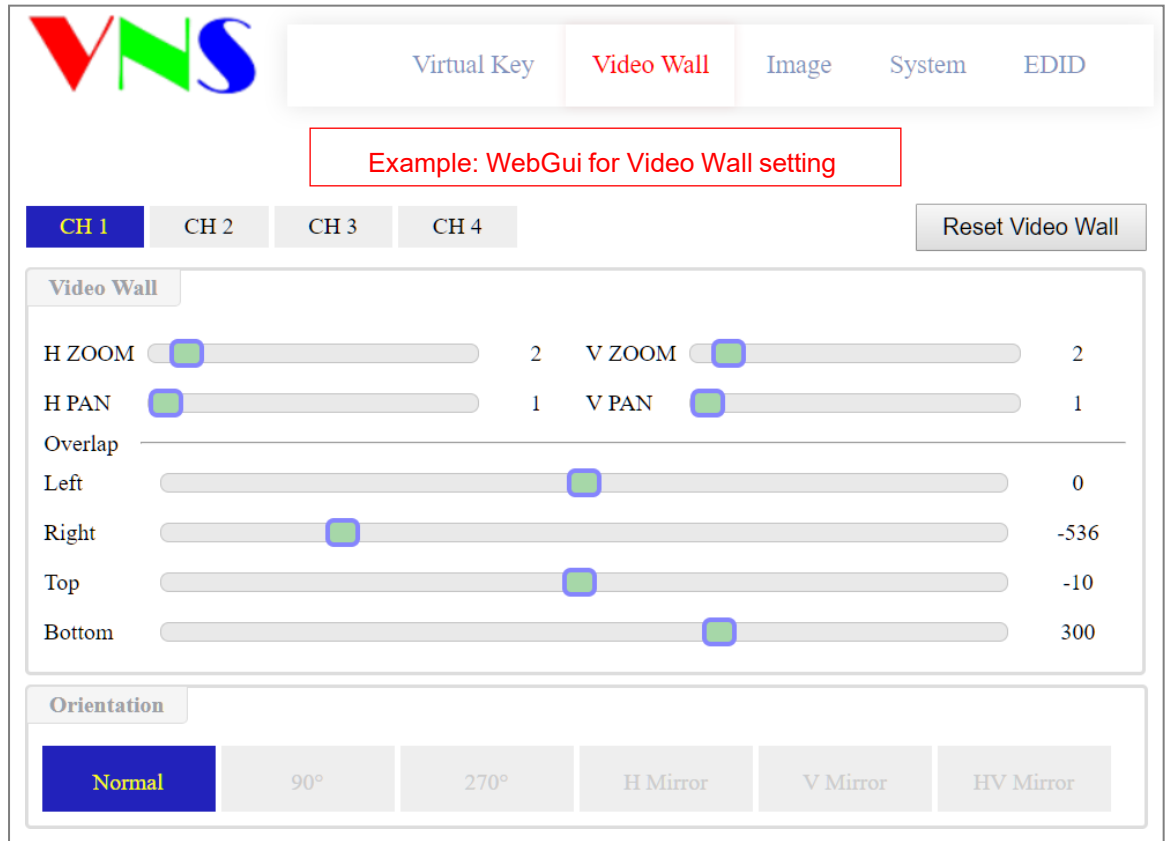 VNS
Virtual Key Video Wall Image System EDID
Example: WebGui for Video Wall setting
CH 1 CH 2 CH 3 CH 4 Reset Video Wall
Video Wall
H ZOOM 2 V ZOOM 2
H PAN 1 V PAN 1
Overlap
Left 0
Right -536
Top -10
Bottom 300
Orientation
Normal 90° 270° H Mirror V Mirror HV Mirror